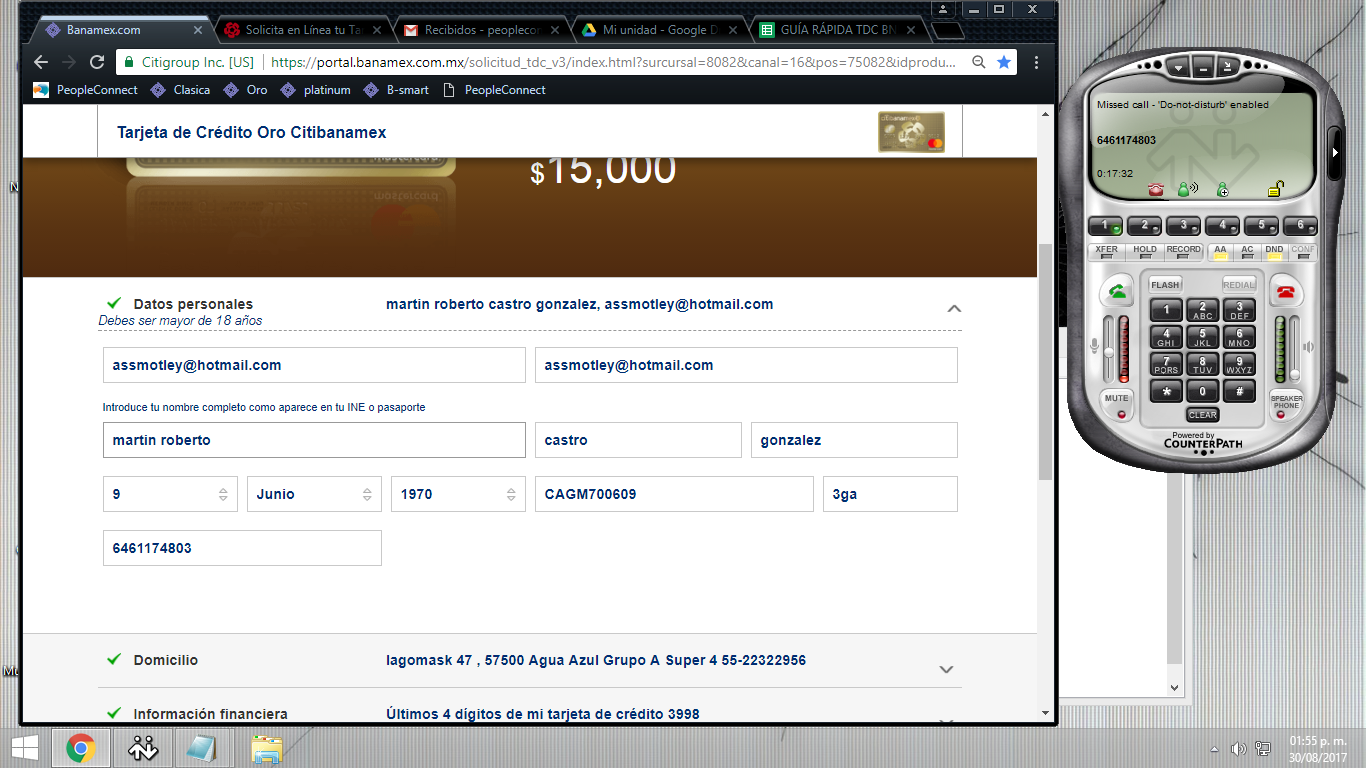 Banamex.com
Solicita en Línea tu Ta
Recibidos - peoplecor
Mi unidad - Google D
GUÍA RÁPIDA TDC BN
Citigroup Inc. [US]
https://portal.banamex.com.mx/solicitud_tdc_v3/index.html?surcursal=8082&canal=16&pos=75082&idprodu...
PeopleConnect
Clasica
Oro
platinum
B-smart
PeopleConnect
Tarjeta de Crédito Oro Citibanamex
$15,000
Datos personales
martin roberto castro gonzalez, assmotley@hotmail.com
Debes ser mayor de 18 años
assmotley@hotmail.com
assmotley@hotmail.com
Introduce tu nombre completo como aparece en tu INE o pasaporte
martin roberto
castro
gonzalez
9
Junio
1970
CAGM700609
3ga
6461174803
Domicilio
lagomask 47 , 57500 Agua Azul Grupo A Super 4 55-22322956
Información financiera
Últimos 4 dígitos de mi tarjeta de crédito 3998
Missed call - 'Do-not-disturb' enabled
6461174803
0:17:32
1 2 3 4 5 6
XFER HOLD RECORD AA AC DND CONF
FLASH REDIAL
1 2 ABC 3 DEF
4 GHI 5 JKL 6 MNO
7 PQRS 8 TUV 9 WXYZ
* 0 #
MUTE
CLEAR
SPEAKER PHONE
Powered by
COUNTERPATH
01:55 p. m.
30/08/2017